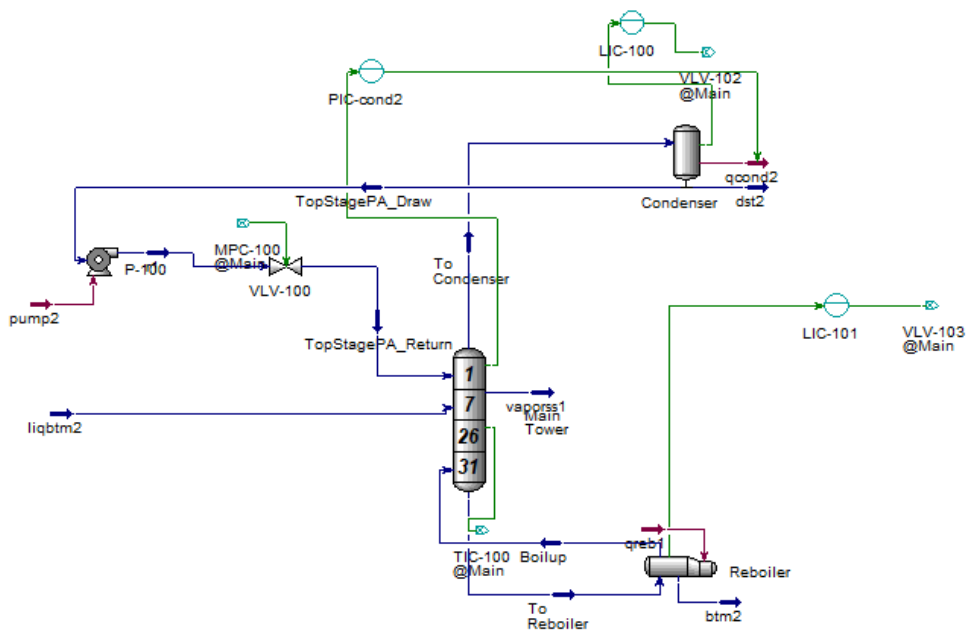 LIC-100
VLV-102
@Main
PIC-cond2
qcond2
Condenser
dst2
TopStagePA_Draw
MPC-100
@Main
P-100
VLV-100
To
Condenser
pump2
TopStagePA_Return
LIC-101
VLV-103
@Main
1
7
26
31
vaporss1
Main
Tower
liqbtm2
TIC-100
@Main
Boilup
qreb1
Reboiler
To
Reboiler
btm2